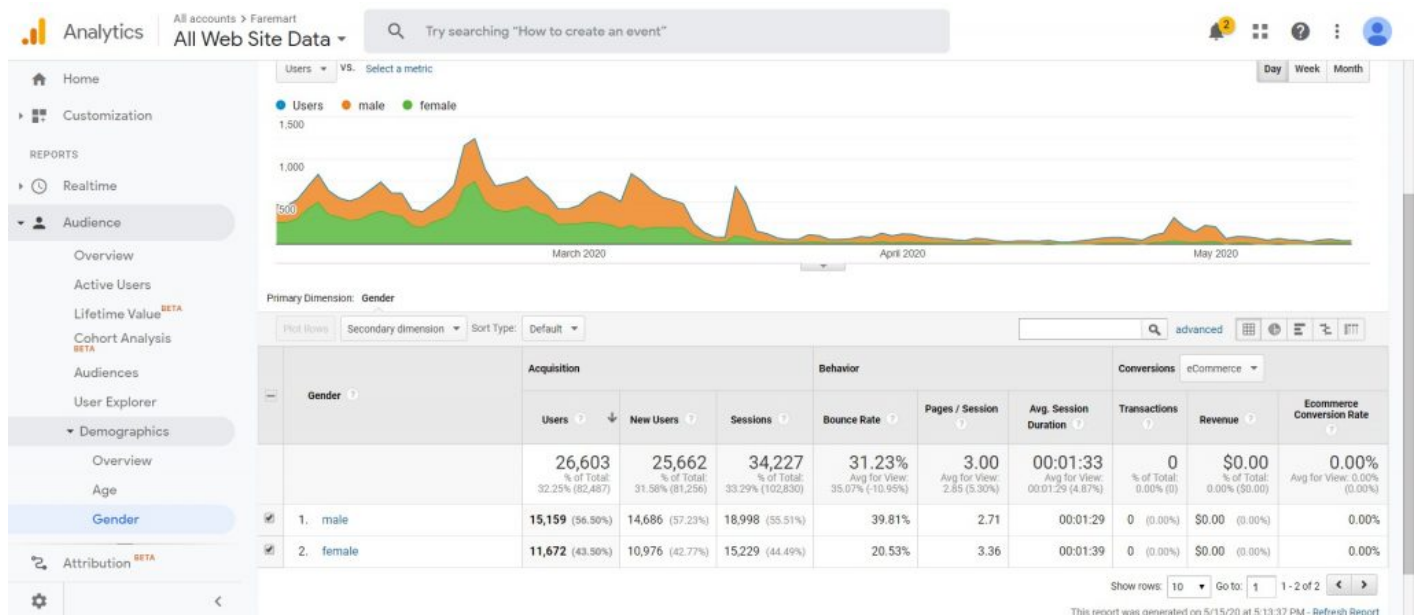 Analytics
All accounts > Faremart
All Web Site Data
Try searching "How to create an event"
2
Home
Customization
REPORTS
Realtime
Audience
Overview
Active Users
Lifetime Value BETA
Cohort Analysis
BETA
Audiences
User Explorer
Demographics
Overview
Age
Gender
Attribution BETA
Users VS. Select a metric
Day Week Month
Users male female
1,500
1,000
500
March 2020 April 2020 May 2020
Primary Dimension: Gender
Plot Rows Secondary dimension Sort Type: Default advanced
Gender
Acquisition Behavior Conversions eCommerce
Users New Users Sessions Bounce Rate Pages / Session Avg. Session Duration Transactions Revenue Ecommerce Conversion Rate
26,603 25,662 34,227 31.23% 3.00 00:01:33 0 $0.00 0.00%
% of Total: % of Total: % of Total: Avg for View: Avg for View: Avg for View: % of Total: % of Total: Avg for View: 0.00%
32.25% (82,487) 31.58% (81,256) 33.29% (102,830) 35.07% (-10.95%) 2.85 (5.30%) 00:01:29 (4.87%) 0.00% (0) 0.00% ($0.00) (0.00%)
1. male 15,159 (56.50%) 14,686 (57.23%) 18,998 (55.51%) 39.81% 2.71 00:01:29 0 (0.00%) $0.00 (0.00%) 0.00%
2. female 11,672 (43.50%) 10,976 (42.77%) 15,229 (44.49%) 20.53% 3.36 00:01:39 0 (0.00%) $0.00 (0.00%) 0.00%
Show rows: 10 Go to: 1 1 - 2 of 2
This report was generated on 5/15/20 at 5:13:37 PM - Refresh Report